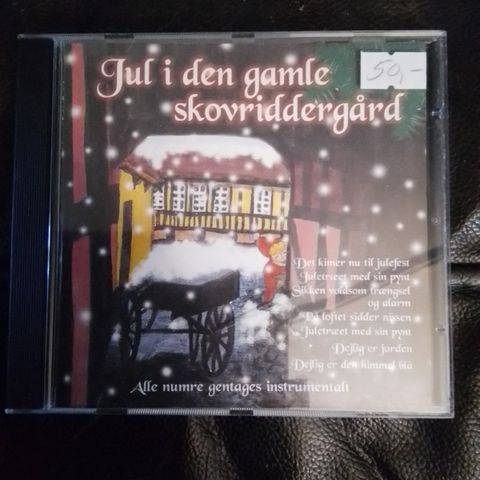 Jul i den gamle
skovriddergård
50,-
Det kimer nu til julefest
Juletræet med sin pynt
Sikken voldsom trængsel
og alarm
På loftet sidder nissen
Juletræet med sin pynt
Dejlig er jorden
Dejlig er den himmel blå
Alle numre gentages instrumentalt